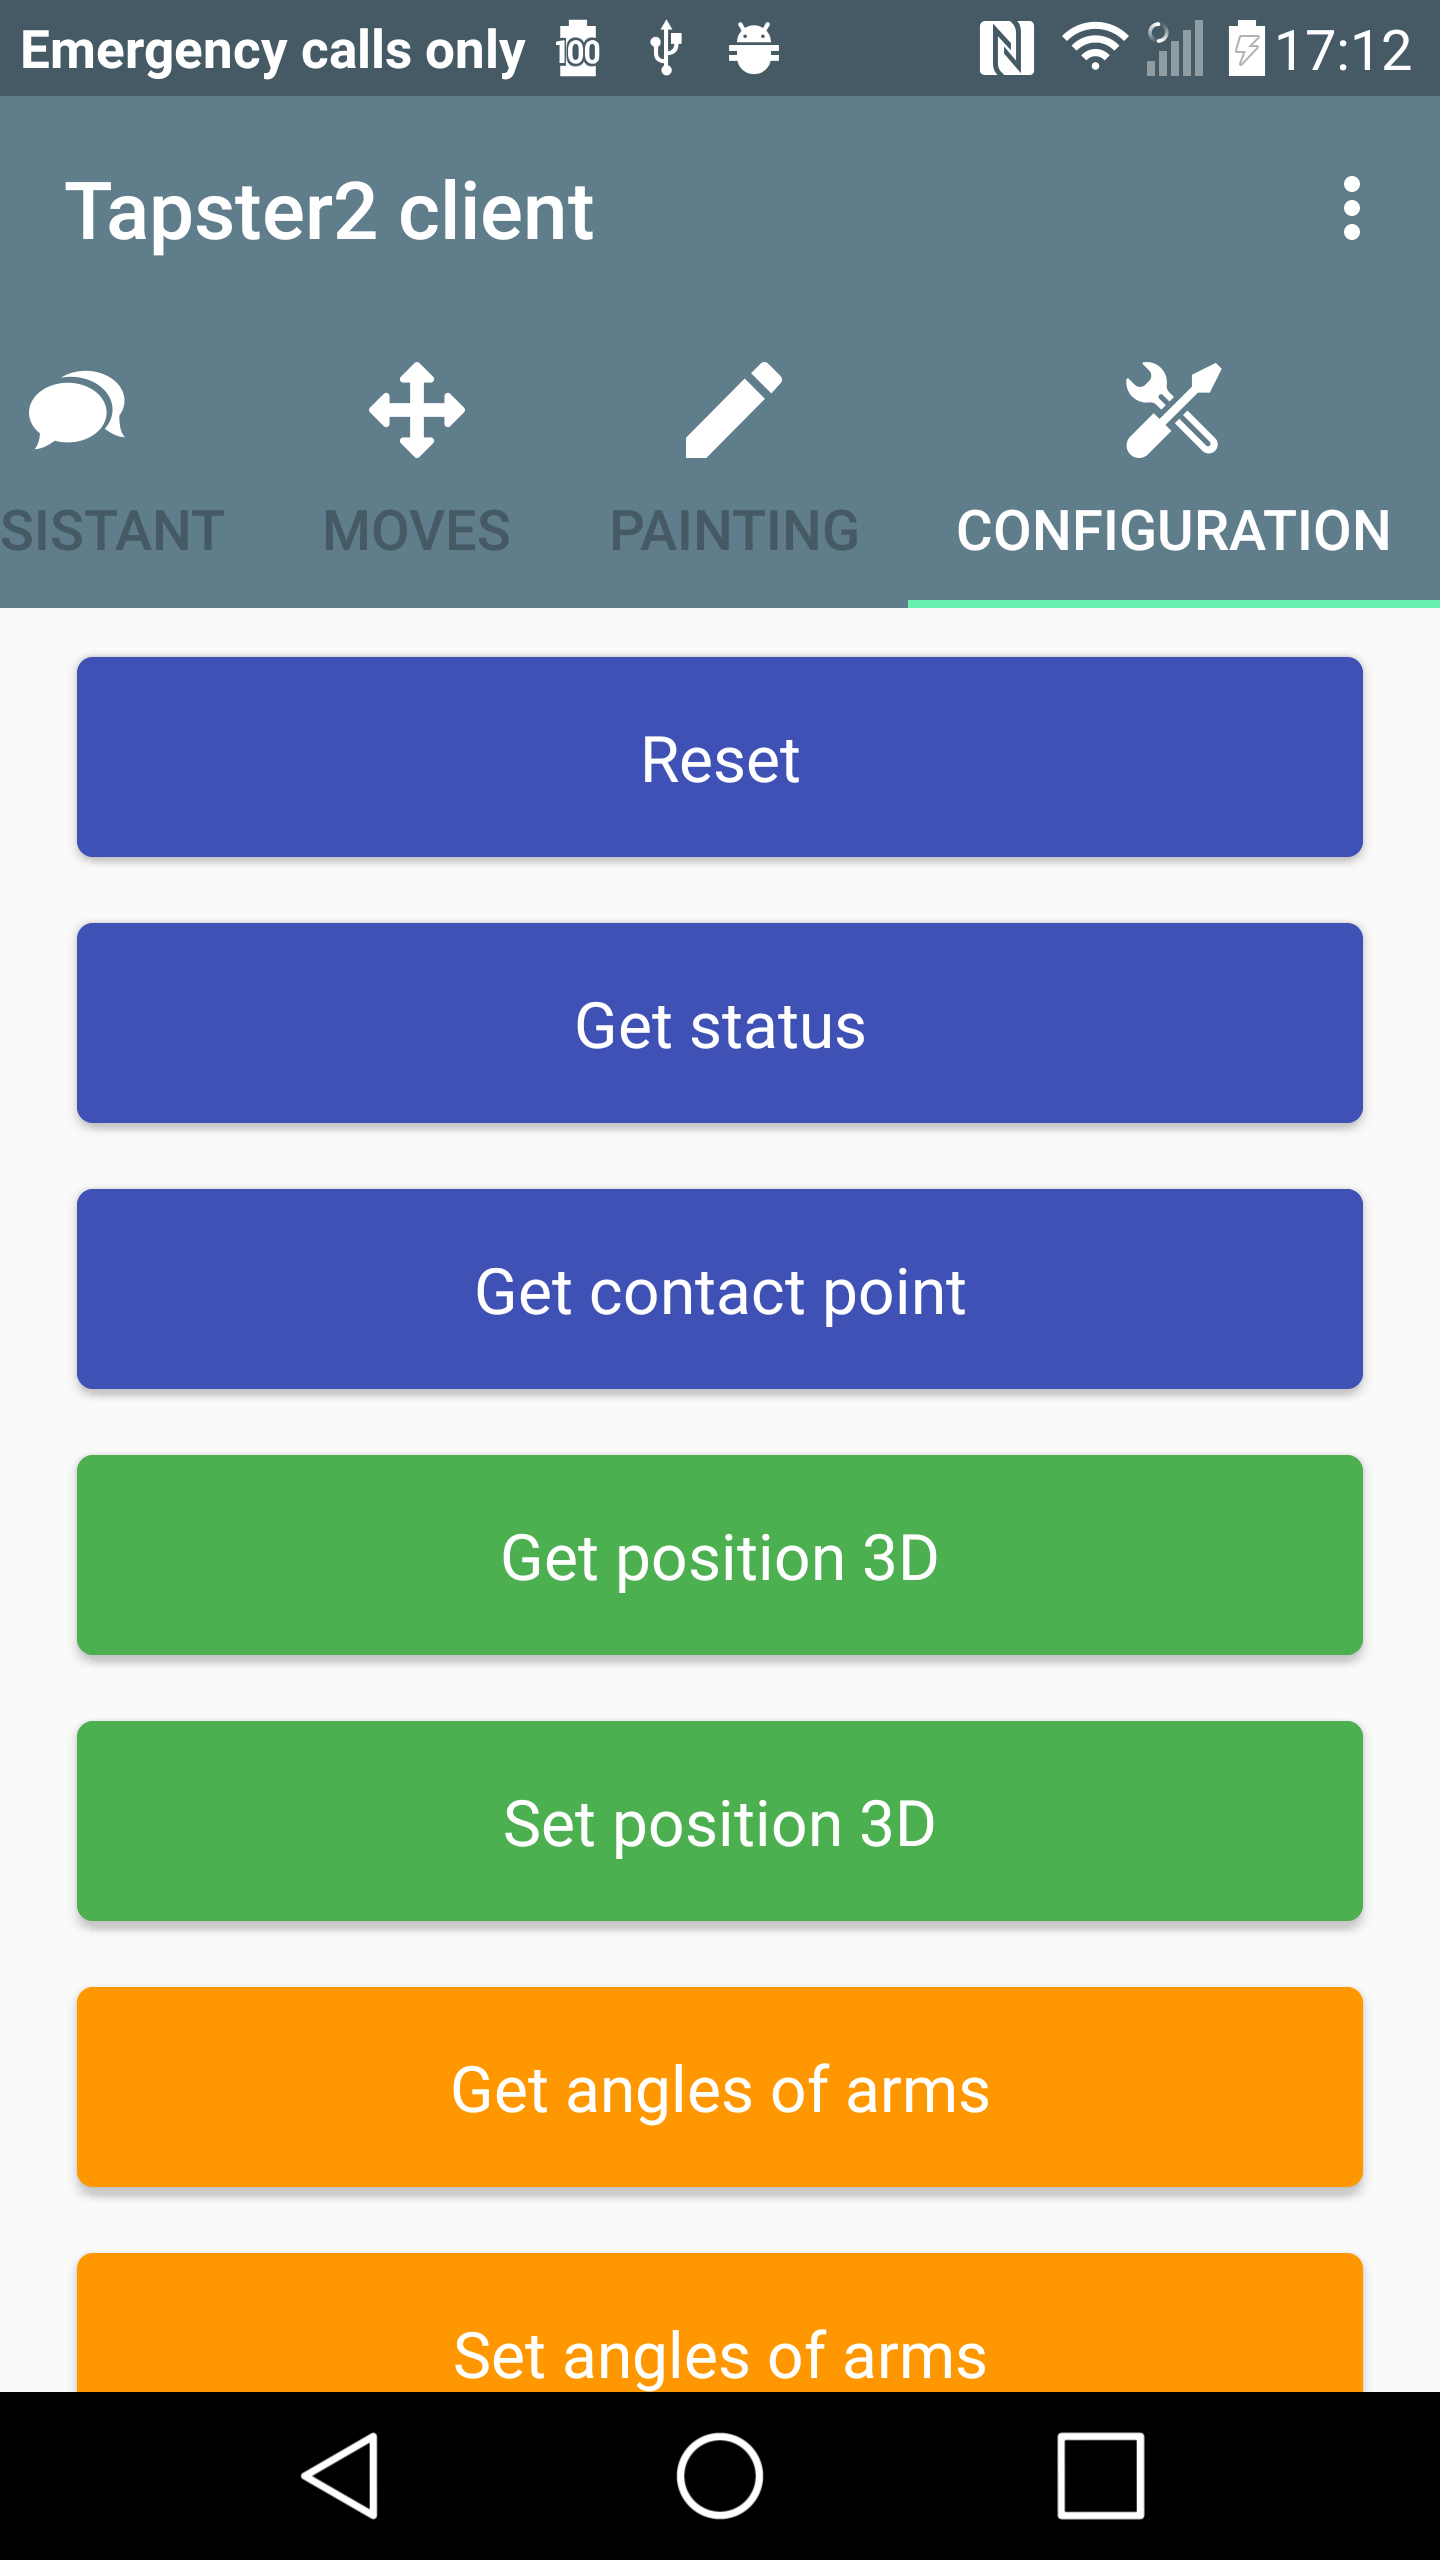 Emergency calls only 100 17:12
Tapster2 client
SISTANT MOVES PAINTING CONFIGURATION
Reset
Get status
Get contact point
Get position 3D
Set position 3D
Get angles of arms
Set angles of arms